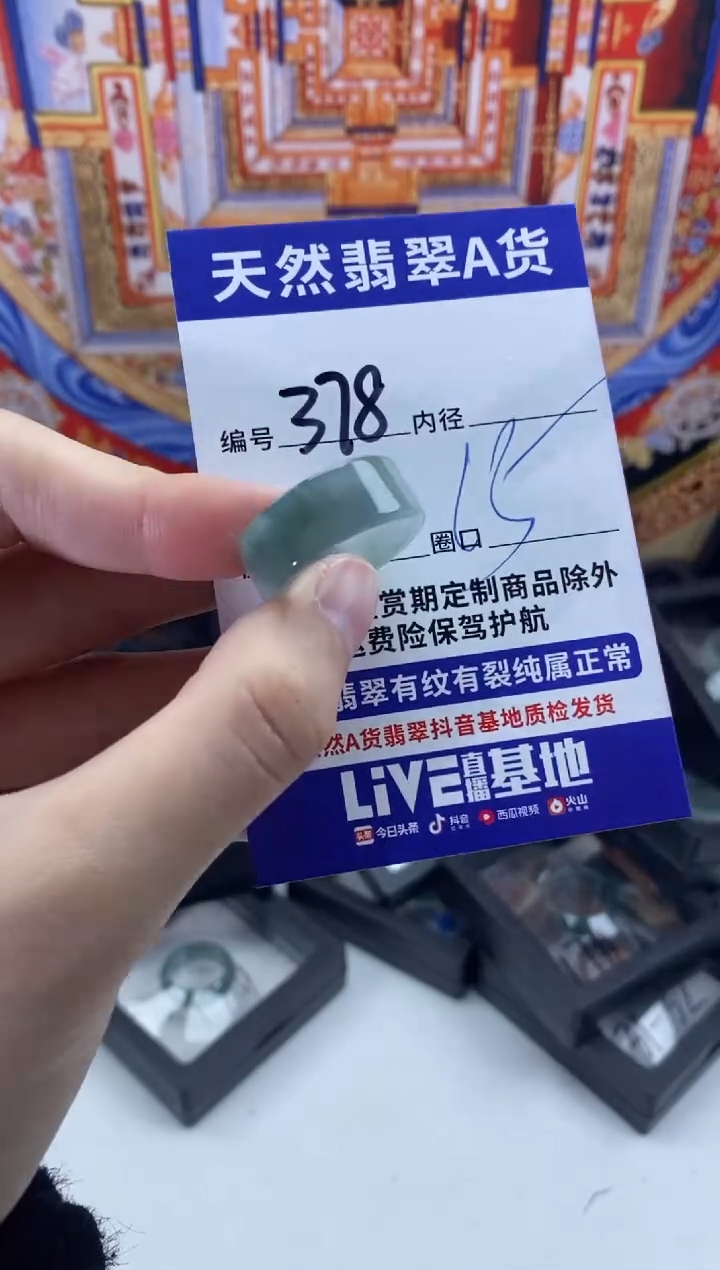 天然翡翠A货
编号 378 内径
15
圈口
赏期定制商品除外
费险保驾护航
翡翠有纹有裂纯属正常
然A货翡翠抖音基地质检发货
LiVE直播基地
今日头条 抖音 西瓜视频 火山